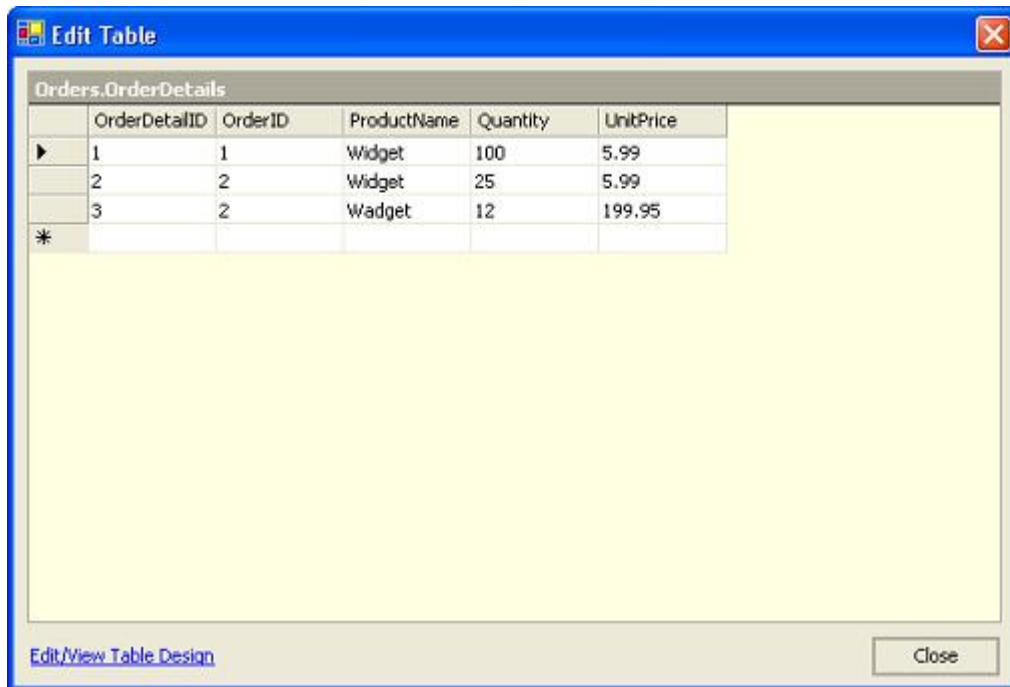 Edit Table
Orders.OrderDetails
OrderDetailID OrderID ProductName Quantity UnitPrice
1 1 Widget 100 5.99
2 2 Widget 25 5.99
3 2 Wadget 12 199.95
Edit/View Table Design Close